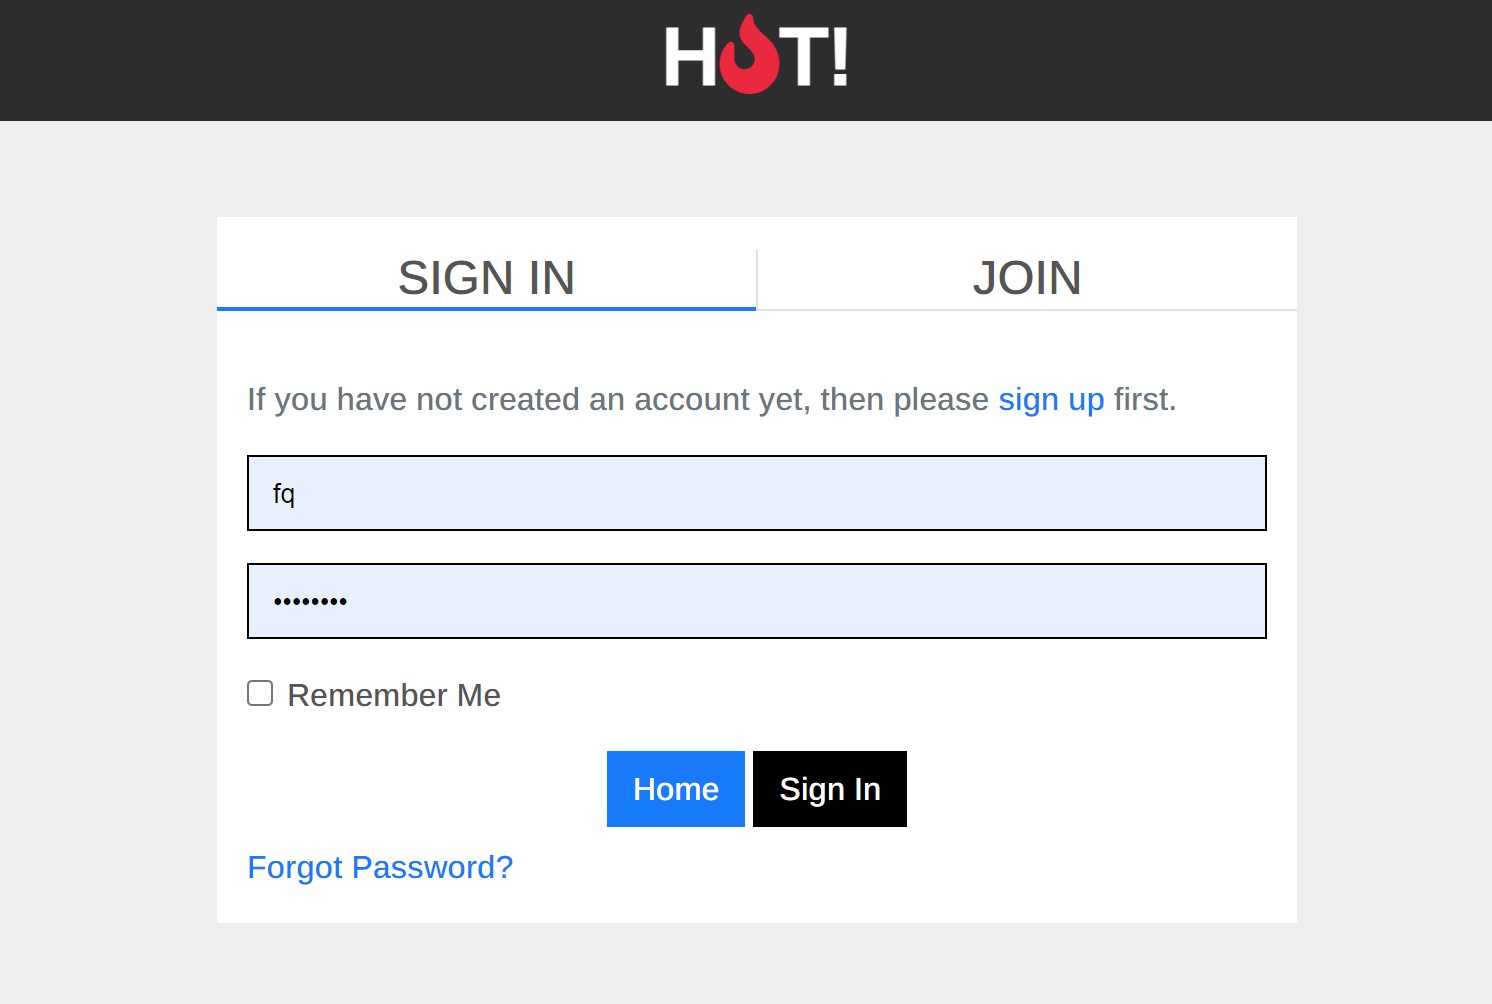 HOT!
SIGN IN
JOIN
If you have not created an account yet, then please sign up first.
fq
••••••••
Remember Me
Home
Sign In
Forgot Password?